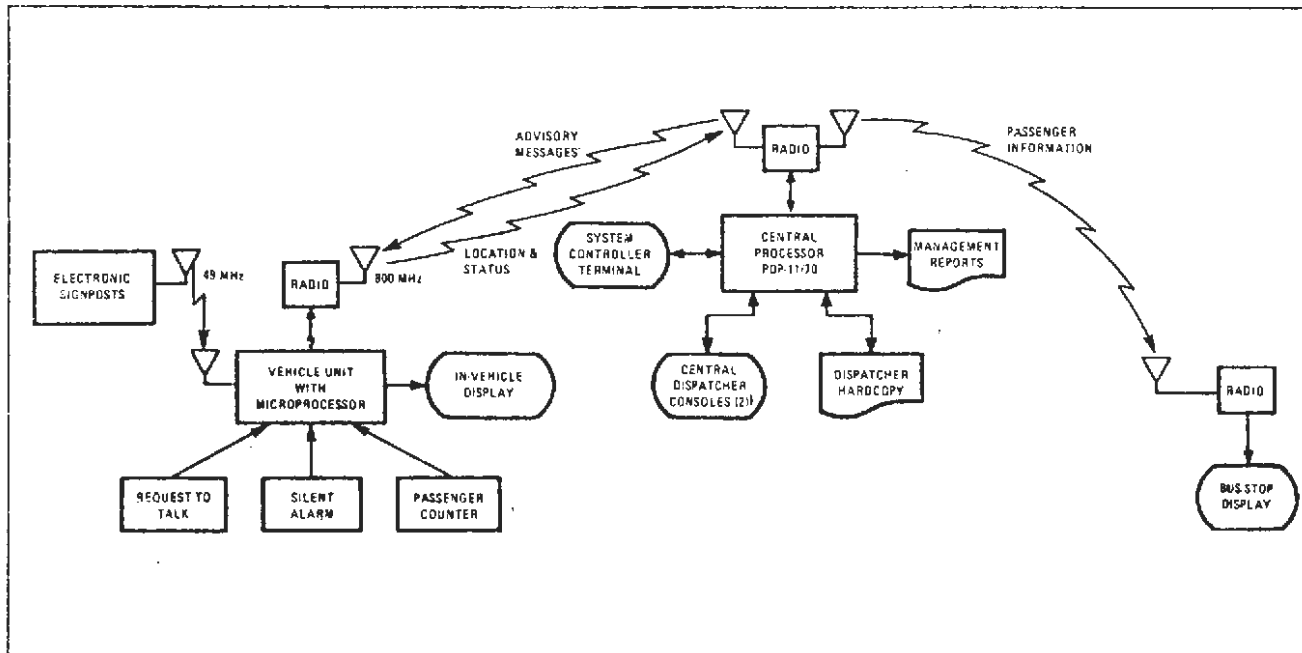 ADVISORY
MESSAGES
RADIO
PASSENGER
INFORMATION
ELECTRONIC
SIGNPOSTS
49 MHz
RADIO
800 MHz
LOCATION &
STATUS
SYSTEM
CONTROLLER
TERMINAL
CENTRAL
PROCESSOR
PDP-11/70
MANAGEMENT
REPORTS
VEHICLE UNIT
WITH
MICROPROCESSOR
IN-VEHICLE
DISPLAY
CENTRAL
DISPATCHER
CONSOLES (2)
DISPATCHER
HARDCOPY
RADIO
REQUEST TO
TALK
SILENT
ALARM
PASSENGER
COUNTER
BUS STOP
DISPLAY